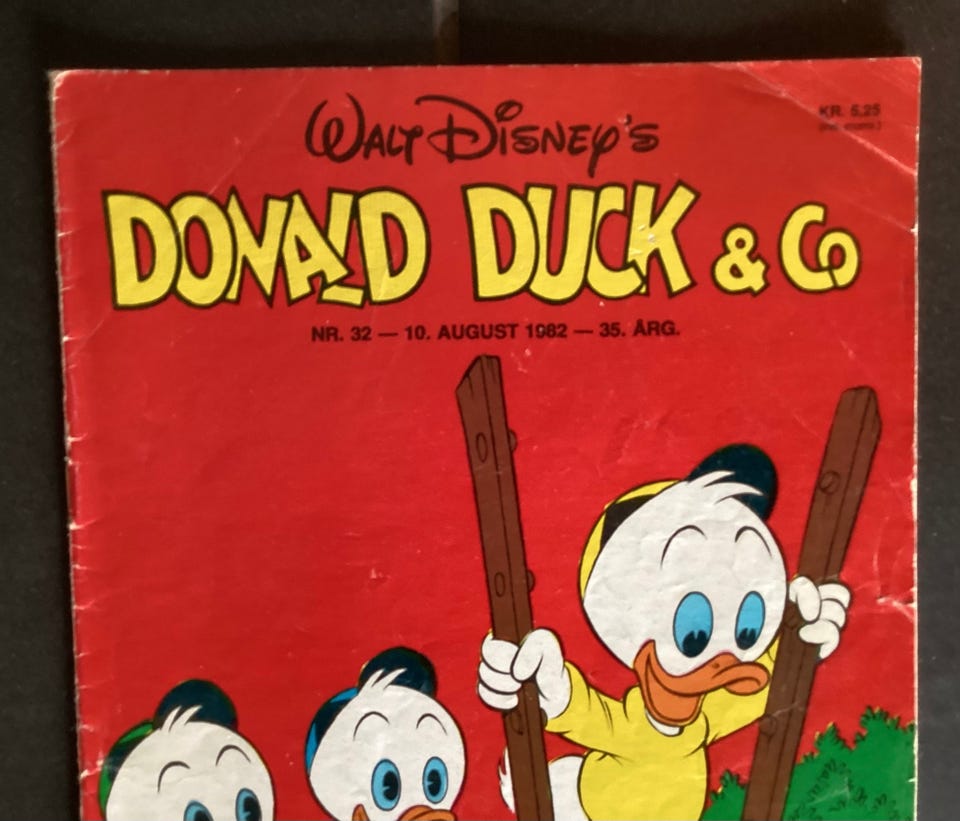 WALT DISNEY'S
KR. 5,25
DONALD DUCK & CO
NR. 32 — 10. AUGUST 1982 — 35. ÅRG.